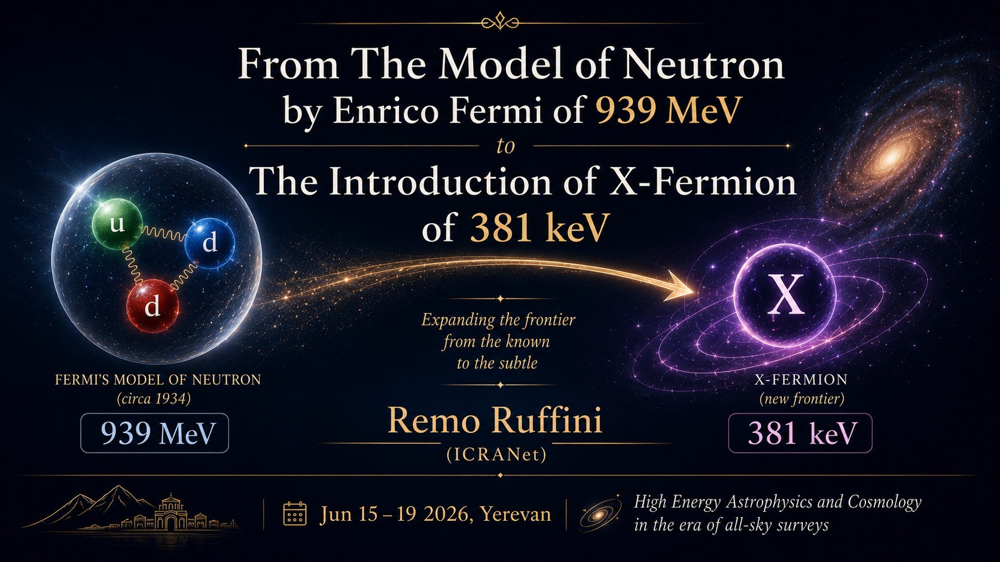 From The Model of Neutron
by Enrico Fermi of 939 MeV
to
The Introduction of X-Fermion
of 381 keV
u
d
d
X
Expanding the frontier
from the known
to the subtle
FERMI'S MODEL OF NEUTRON
(circa 1934)
939 MeV
X-FERMION
(new frontier)
381 keV
Remo Ruffini
(ICRANet)
Jun 15 – 19 2026, Yerevan
High Energy Astrophysics and Cosmology
in the era of all-sky surveys